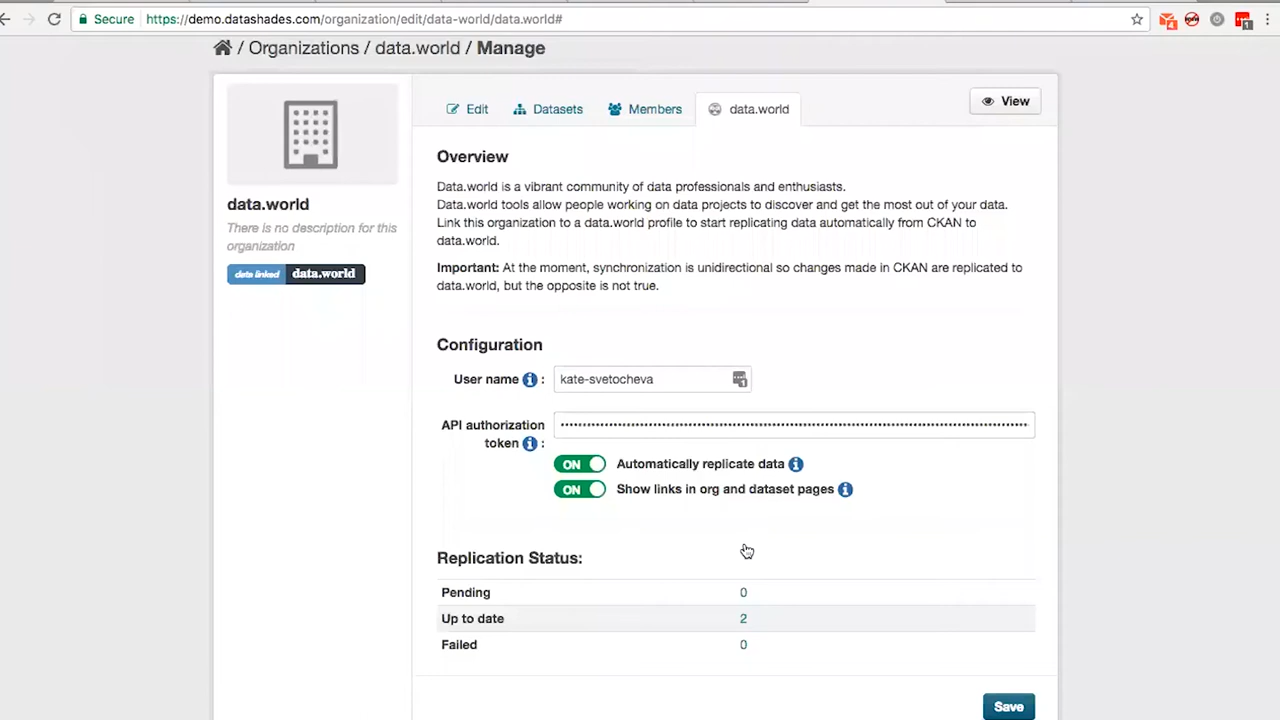 Secure https://demo.datashades.com/organization/edit/data-world/data.world#
4
1
/ Organizations / data.world / Manage
Edit Datasets Members data.world View
data.world
There is no description for this
organization
data linked data.world
Overview
Data.world is a vibrant community of data professionals and enthusiasts.
Data.world tools allow people working on data projects to discover and get the most out of your data.
Link this organization to a data.world profile to start replicating data automatically from CKAN to
data.world.
Important: At the moment, synchronization is unidirectional so changes made in CKAN are replicated to
data.world, but the opposite is not true.
Configuration
User name : kate-svetocheva
API authorization
token :
ON Automatically replicate data
ON Show links in org and dataset pages
Replication Status:
Pending 0
Up to date 2
Failed 0
Save